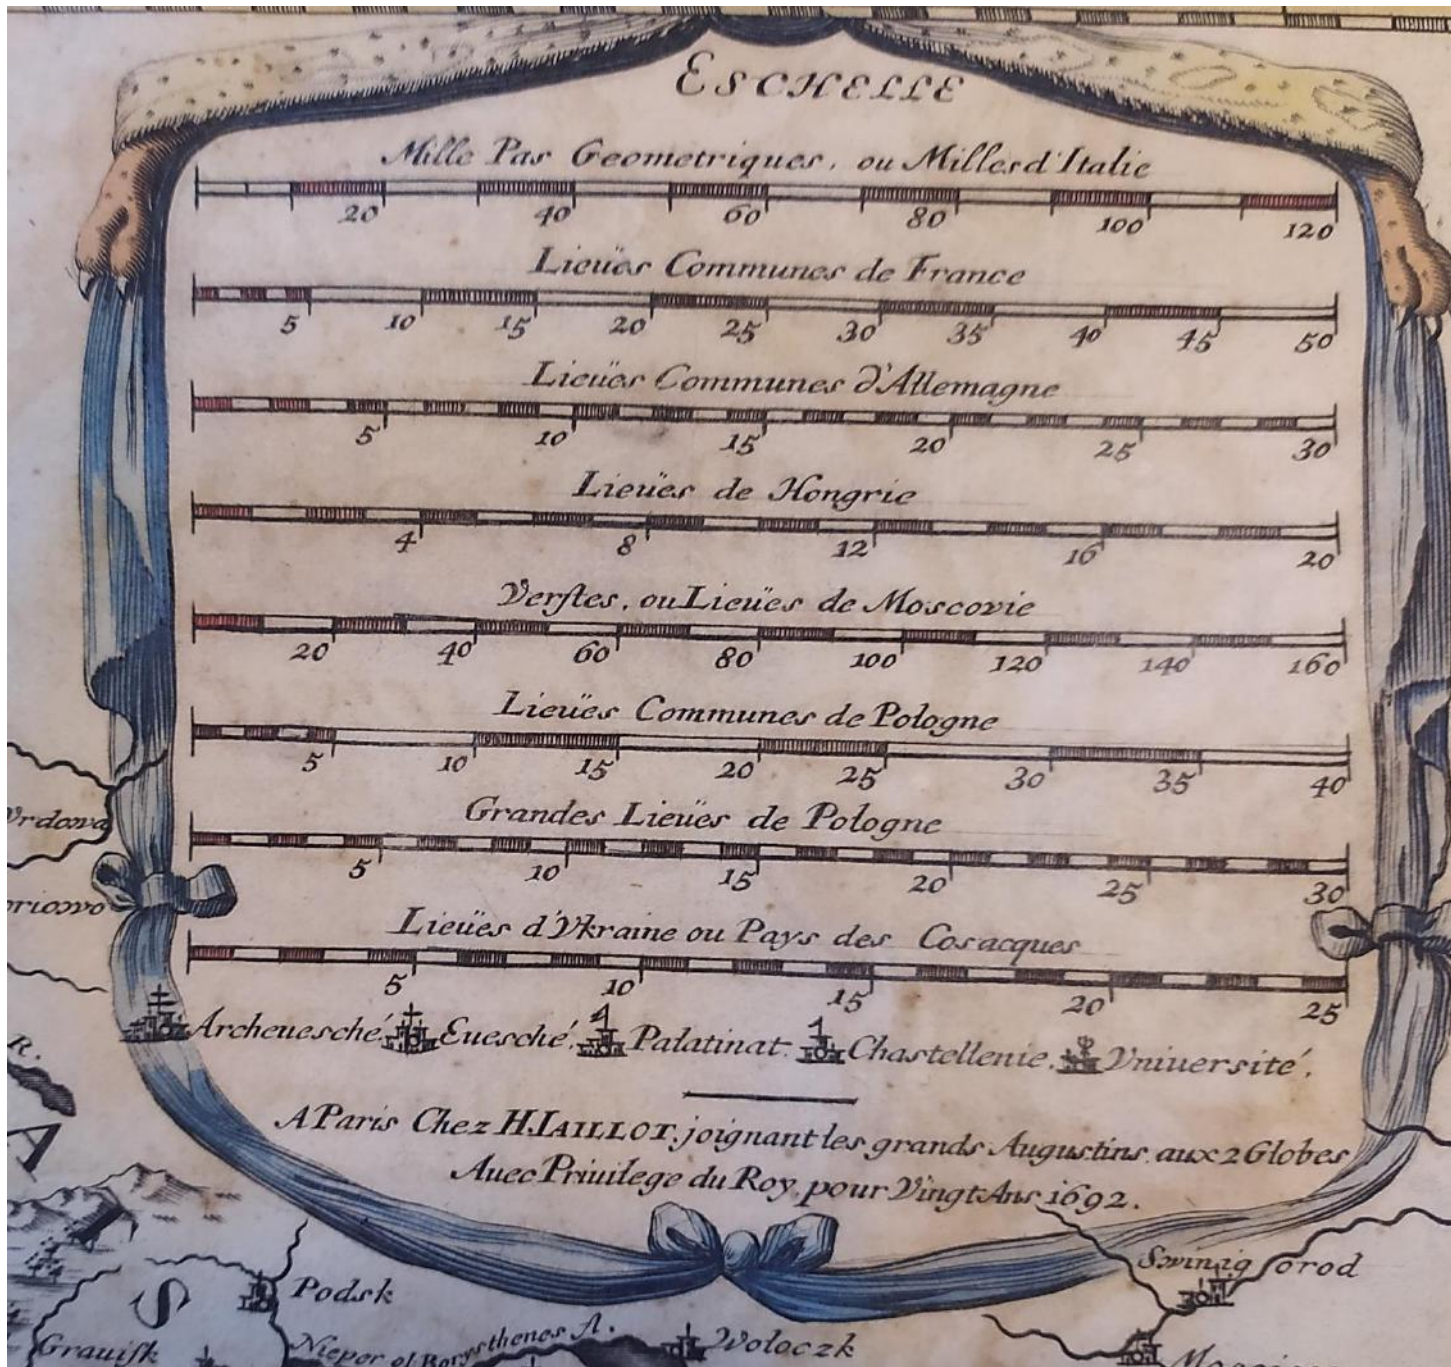 ESCHELLE
Mille Pas Geometriques, ou Milles d'Italie
20 40 60 80 100 120
Lieües Communes de France
5 10 15 20 25 30 35 40 45 50
Lieües Communes d'Allemagne
5 10 15 20 25 30
Lieües de Hongrie
4 8 12 16 20
Verstes, ou Lieües de Moscovie
20 40 60 80 100 120 140 160
Lieües Communes de Pologne
5 10 15 20 25 30 35 40
Grandes Lieües de Pologne
5 10 15 20 25 30
Lieües d'Vkraine ou Pays des Cosacques
5 10 15 20 25
Archeuesché. Euesché. Palatinat. Chastellenie. Vniuersité.
A Paris Chez H. IAILLOT, joignant les grands Augustins, aux 2 Globes
Auec Priuilege du Roy, pour Vingt Ans 1692.
R.
A
S
Podsk
Swinigorod
Grauisk
Nieper ol Borysthenes R.
Woloczk